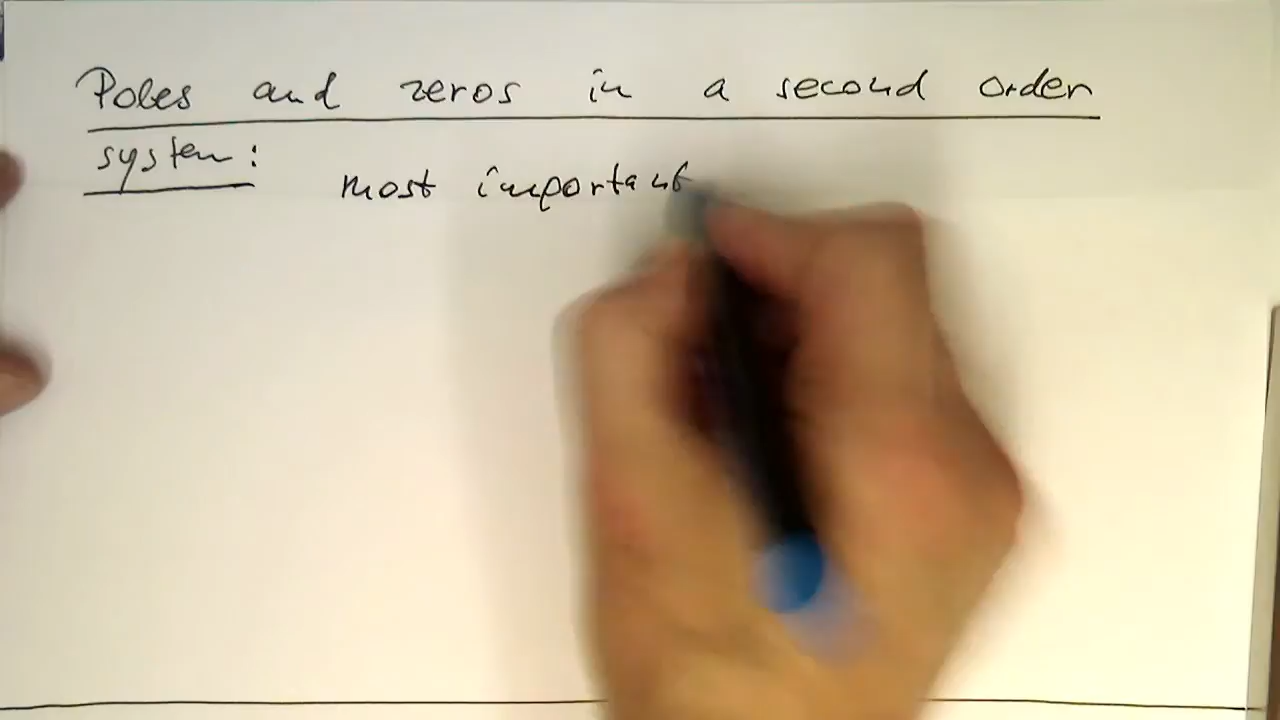 Poles and zeros in a second order
system:
most important